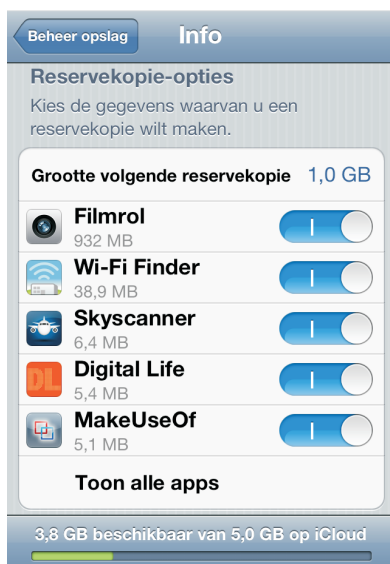 Beheer opslag Info
Reservekopie-opties
Kies de gegevens waarvan u een
reservekopie wilt maken.
Grootte volgende reservekopie 1,0 GB
Filmrol
932 MB
Wi-Fi Finder
38,9 MB
Skyscanner
6,4 MB
DL Digital Life
5,4 MB
MakeUseOf
5,1 MB
Toon alle apps
3,8 GB beschikbaar van 5,0 GB op iCloud